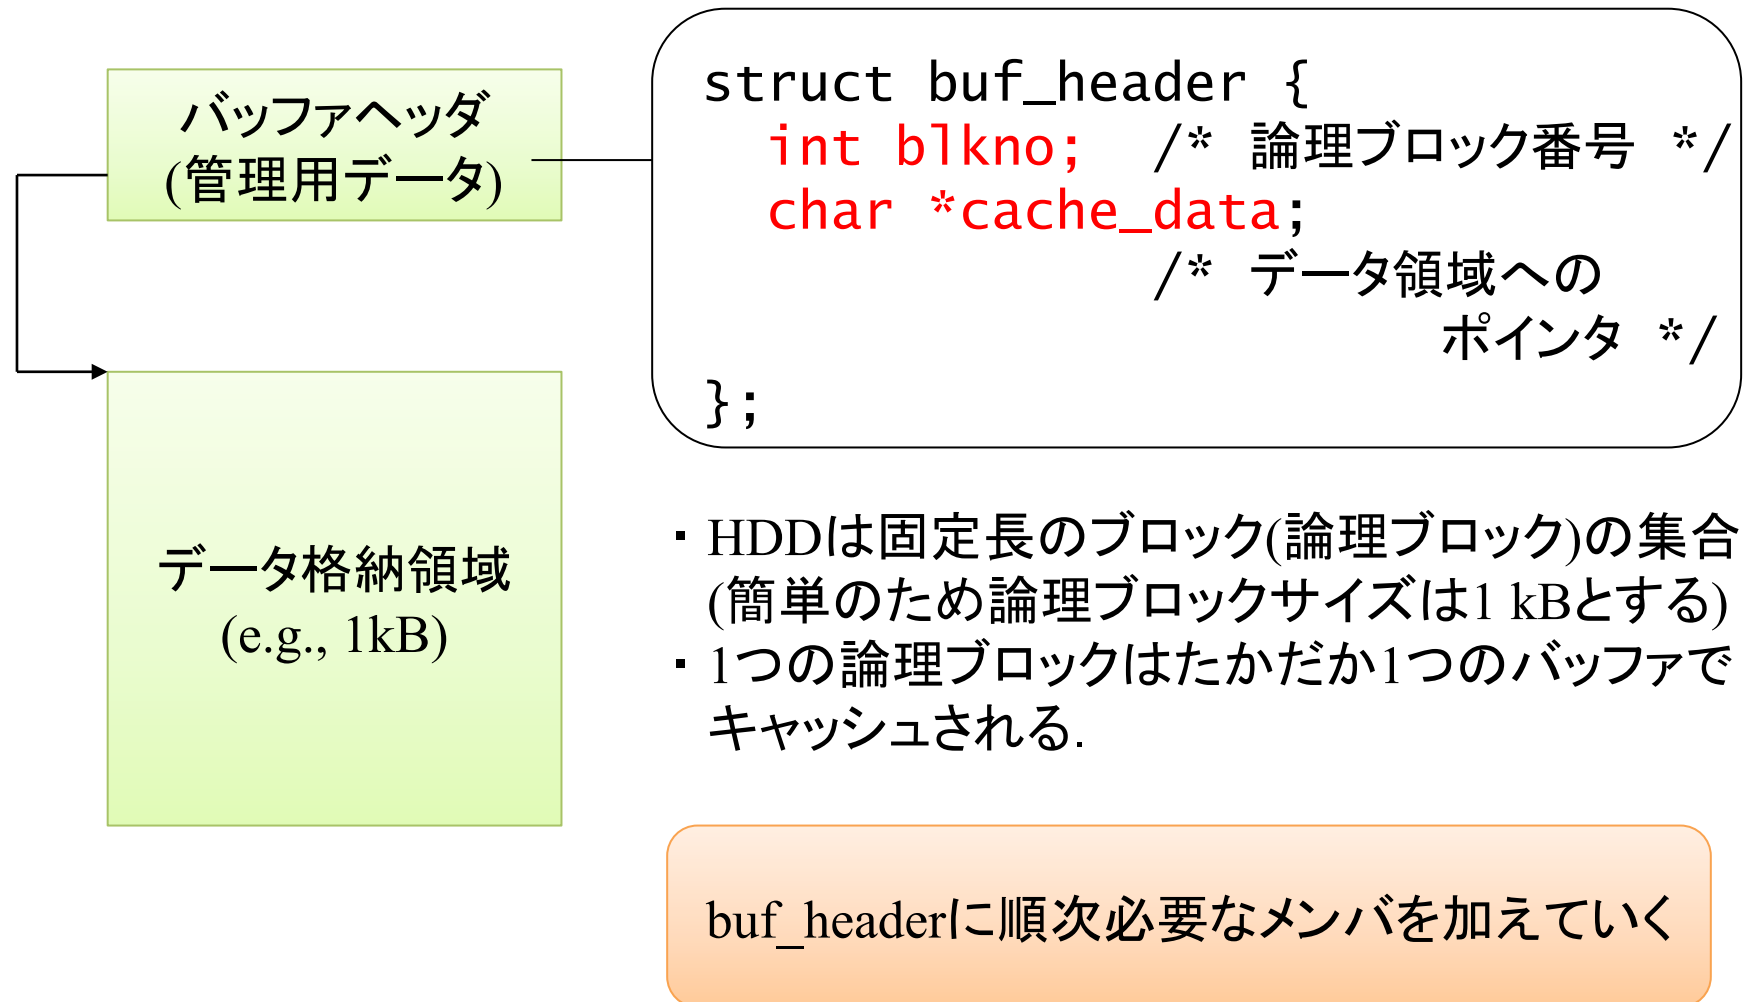 バッファヘッダ
(管理用データ)
struct buf_header {
int blkno; /* 論理ブロック番号 */
char *cache_data;
/* データ領域への
ポインタ */
};
データ格納領域
(e.g., 1kB)
・HDDは固定長のブロック(論理ブロック)の集合
(簡単のため論理ブロックサイズは1 kBとする)
・1つの論理ブロックはたかだか1つのバッファで
キャッシュされる.
buf_headerに順次必要なメンバを加えていく